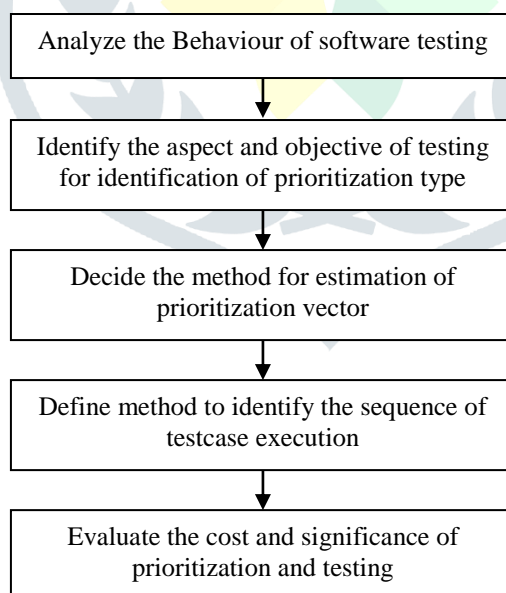 Analyze the Behaviour of software testing
Identify the aspect and objective of testing
for identification of prioritization type
Decide the method for estimation of
prioritization vector
Define method to identify the sequence of
testcase execution
Evaluate the cost and significance of
prioritization and testing